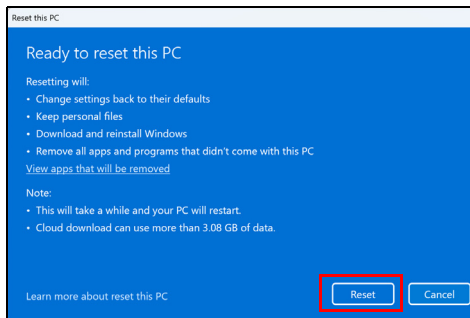 Reset this PC
Ready to reset this PC
Resetting will:
• Change settings back to their defaults
• Keep personal files
• Download and reinstall Windows
• Remove all apps and programs that didn't come with this PC
View apps that will be removed
Note:
• This will take a while and your PC will restart.
• Cloud download can use more than 3.08 GB of data.
Learn more about reset this PC
Reset
Cancel